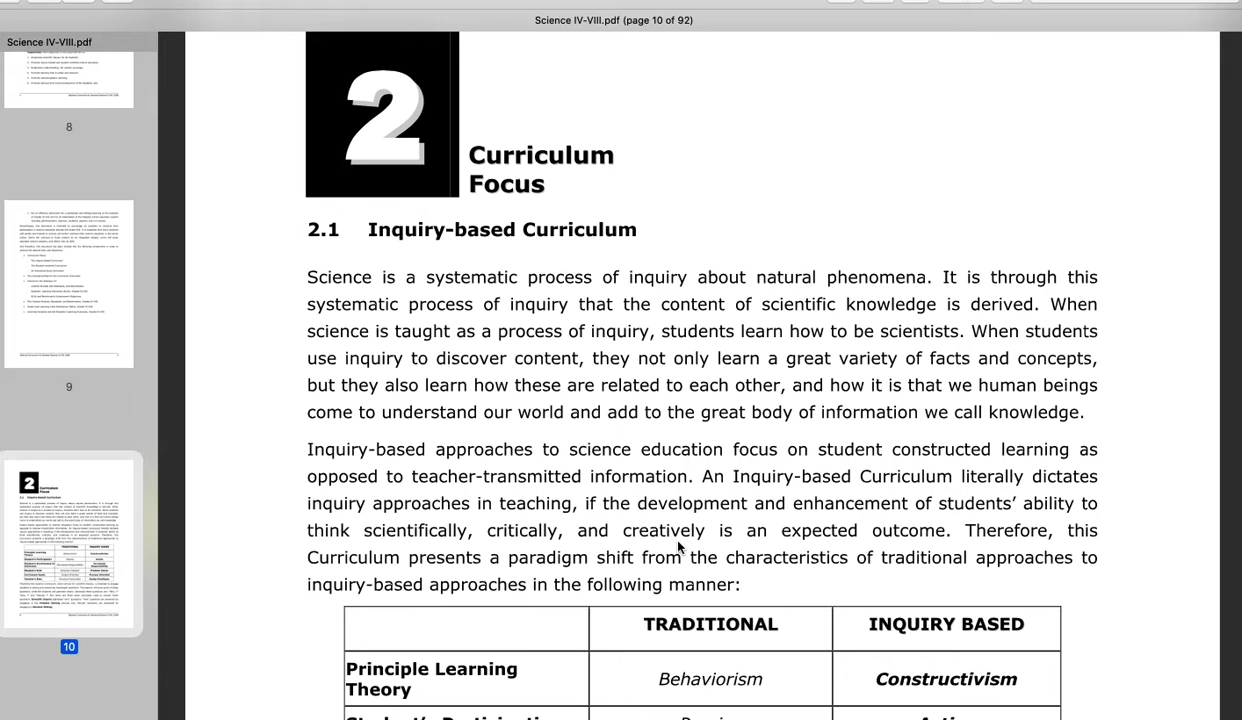 Science IV-VIII.pdf (page 10 of 92)
Science IV-VIII.pdf
8
9
10
2
Curriculum
Focus
2.1 Inquiry-based Curriculum
Science is a systematic process of inquiry about natural phenomena. It is through this
systematic process of inquiry that the content of scientific knowledge is derived. When
science is taught as a process of inquiry, students learn how to be scientists. When students
use inquiry to discover content, they not only learn a great variety of facts and concepts,
but they also learn how these are related to each other, and how it is that we human beings
come to understand our world and add to the great body of information we call knowledge.
Inquiry-based approaches to science education focus on student constructed learning as
opposed to teacher-transmitted information. An Inquiry-based Curriculum literally dictates
inquiry approaches in teaching, if the development and enhancement of students’ ability to
think scientifically, critically, and creatively is an expected outcome. Therefore, this
Curriculum presents a paradigm shift from the characteristics of traditional approaches to
inquiry-based approaches in the following manner:
TRADITIONAL INQUIRY BASED
Principle Learning
Theory
Behaviorism Constructivism